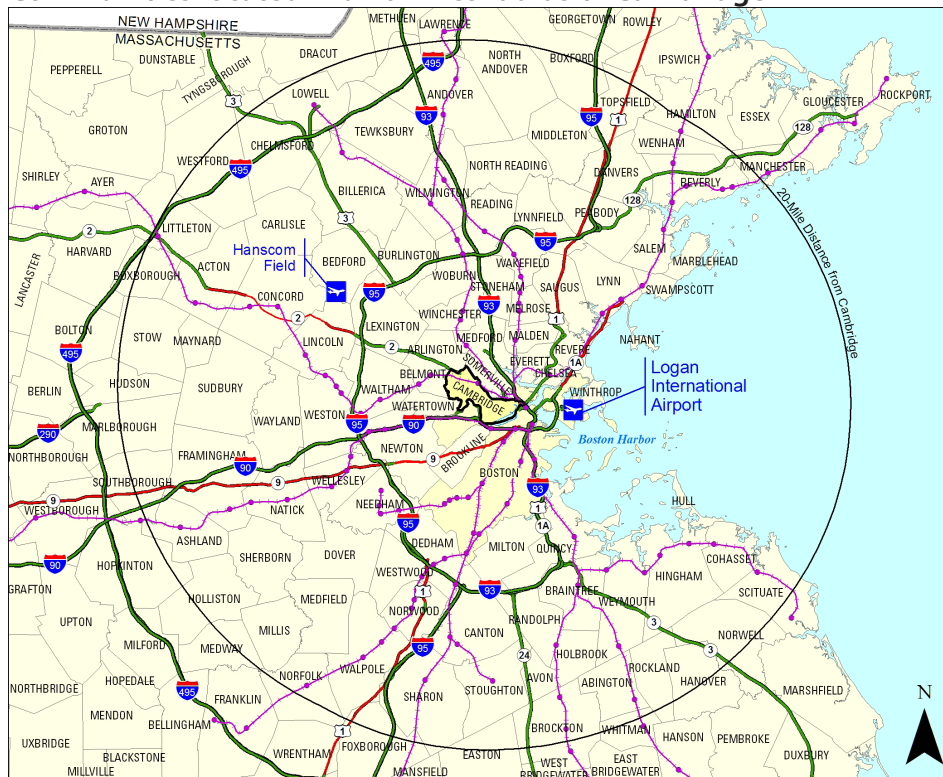 NEW HAMPSHIRE
MASSACHUSETTS
METHUEN
LAWRENCE
GEORGETOWN
ROWLEY
DUNSTABLE
DRACUT
NORTH
ANDOVER
BOXFORD
IPSWICH
PEPPERELL
TYNGSBOROUGH
495
3
LOWELL
ANDOVER
93
95
1
TOPSFIELD
HAMILTON
ESSEX
GLOUCESTER
ROCKPORT
128
GROTON
CHELMSFORD
TEWKSBURY
MIDDLETON
WENHAM
WESTFORD
495
NORTH READING
DANVERS
MANCHESTER
BEVERLY
SHIRLEY
AYER
BILLERICA
WILMINGTON
READING
128
20-Mile Distance from Cambridge
3
LYNNFIELD
PEABODY
LITTLETON
CARLISLE
2
HARVARD
95
SALEM
Hanscom
Field
BEDFORD
BURLINGTON
WAKEFIELD
MARBLEHEAD
LANCASTER
BOXBOROUGH
ACTON
WOBURN
STONEHAM
SAUGUS
LYNN
SWAMPSCOTT
CONCORD
95
93
MELROSE
2
WINCHESTER
1
BOLTON
STOW
MAYNARD
LINCOLN
LEXINGTON
MEDFORD
MALDEN
REVERE
NAHANT
495
2
ARLINGTON
EVERETT
1A
SOMERVILLE
CHELSEA
BELMONT
Logan
International
Airport
BERLIN
HUDSON
SUDBURY
WALTHAM
CAMBRIDGE
WINTHROP
WATERTOWN
WESTON
WAYLAND
95
90
MARLBOROUGH
290
BROOKLINE
Boston Harbor
NORTHBOROUGH
FRAMINGHAM
NEWTON
9
90
BOSTON
SOUTHBOROUGH
WELLESLEY
9
9
93
WESTBOROUGH
NATICK
NEEDHAM
1
HULL
95
1A
ASHLAND
DEDHAM
MILTON
QUINCY
SHERBORN
DOVER
COHASSET
90
HOPKINTON
WESTWOOD
HINGHAM
GRAFTON
1
93
BRAINTREE
SCITUATE
HOLLISTON
MEDFIELD
WEYMOUTH
NORWOOD
UPTON
RANDOLPH
3
MILLIS
CANTON
NORWELL
MILFORD
MEDWAY
95
24
HOLBROOK
3
WALPOLE
ROCKLAND
NORFOLK
AVON
HANOVER
HOPEDALE
ABINGTON
NORTHBRIDGE
495
FRANKLIN
SHARON
STOUGHTON
MARSHFIELD
N
MENDON
BELLINGHAM
BROCKTON
WHITMAN
1
HANSON
PEMBROKE
UXBRIDGE
WRENTHAM
FOXBOROUGH
EASTON
DUXBURY
BLACKSTONE
WEST
BRIDGEWATER
EAST
BRIDGEWATER
MILLVILLE
MANSFIELD